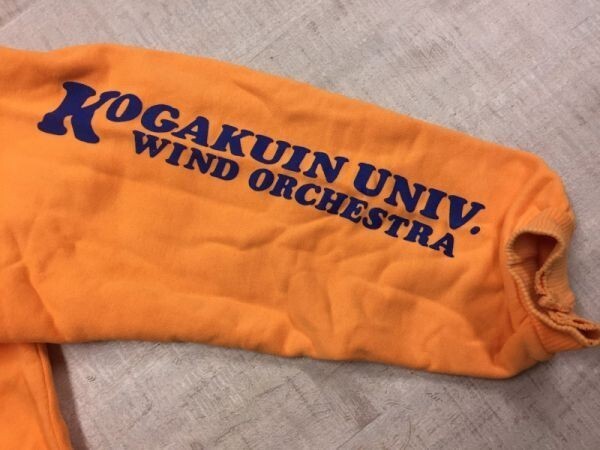 KOGAKUIN UNIV.
WIND ORCHESTRA